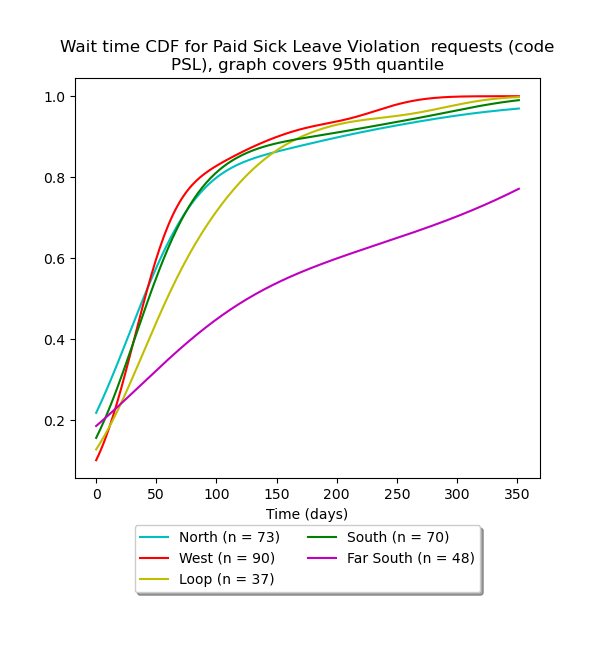 Wait time CDF for Paid Sick Leave Violation  requests (code
PSL), graph covers 95th quantile
1.0
0.8
0.6
0.4
0.2
0 50 100 150 200 250 300 350
Time (days)
North (n = 73)
West (n = 90)
Loop (n = 37)
South (n = 70)
Far South (n = 48)